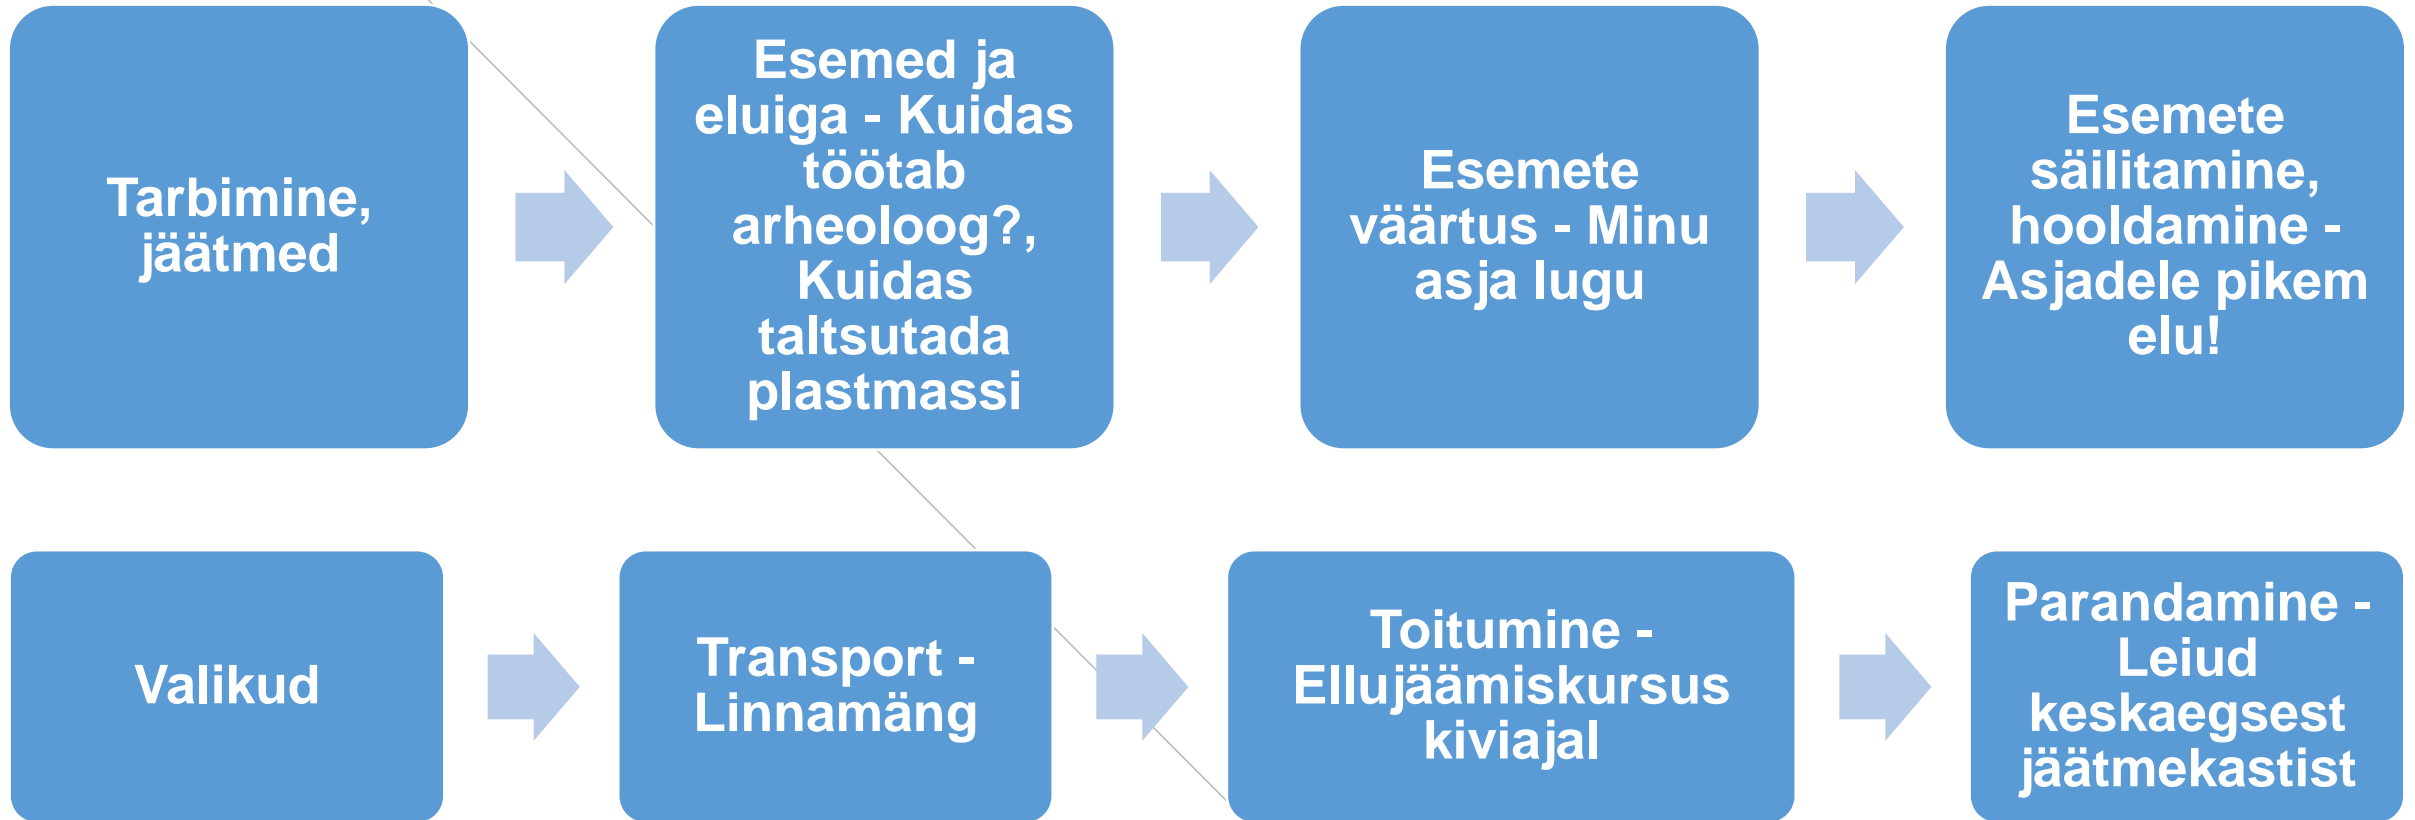 Tarbimine,
jäätmed
Esemed ja
eluiga - Kuidas
töötab
arheoloog?,
Kuidas
taltsutada
plastmassi
Esemete
väärtus - Minu
asja lugu
Esemete
säilitamine,
hooldamine -
Asjadele pikem
elu!
Valikud
Transport -
Linnamäng
Toitumine -
Ellujäämiskursus
kiviajal
Parandamine -
Leiud
keskaegsest
jäätmekastist